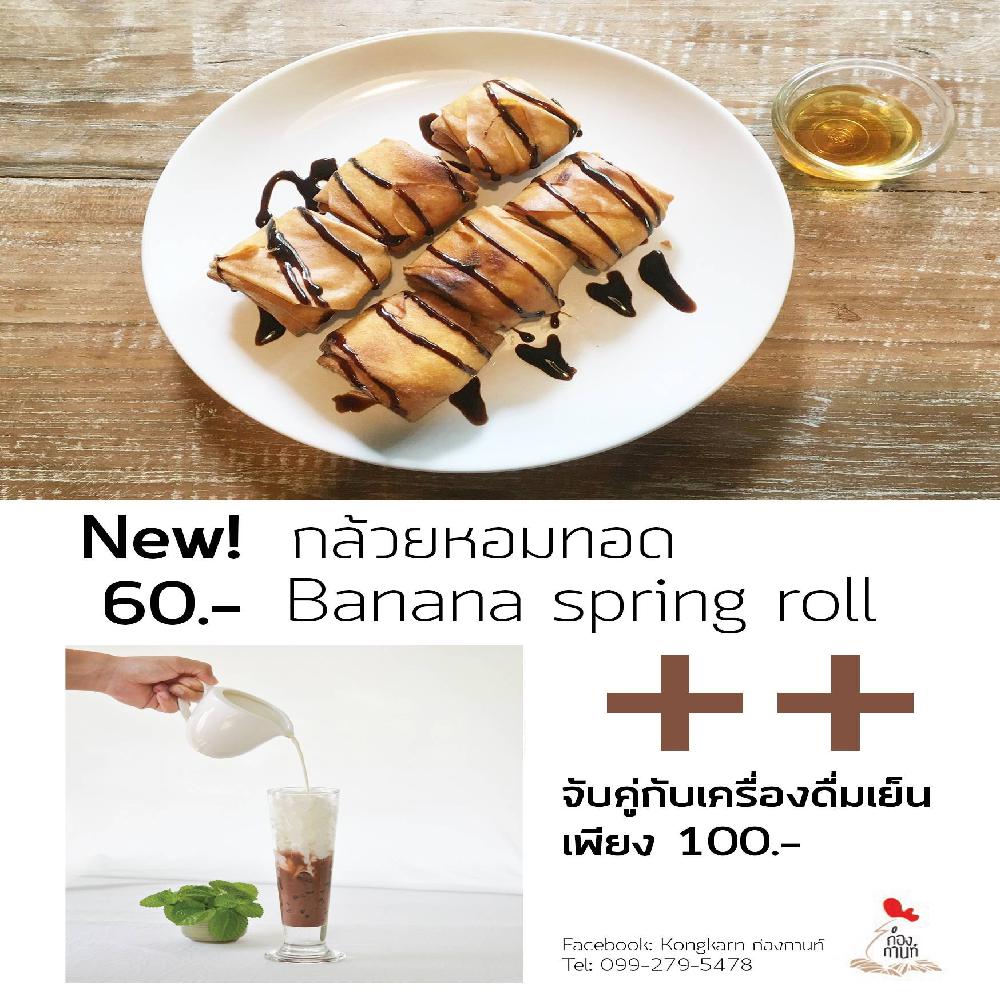 New! กล้วยหอมทอด
60.- Banana spring roll
จับคู่กับเครื่องดื่มเย็น
เพียง 100.-
Facebook: Kongkarn ก่องกานท์
Tel: 099-279-5478
ก่อง
กานท์